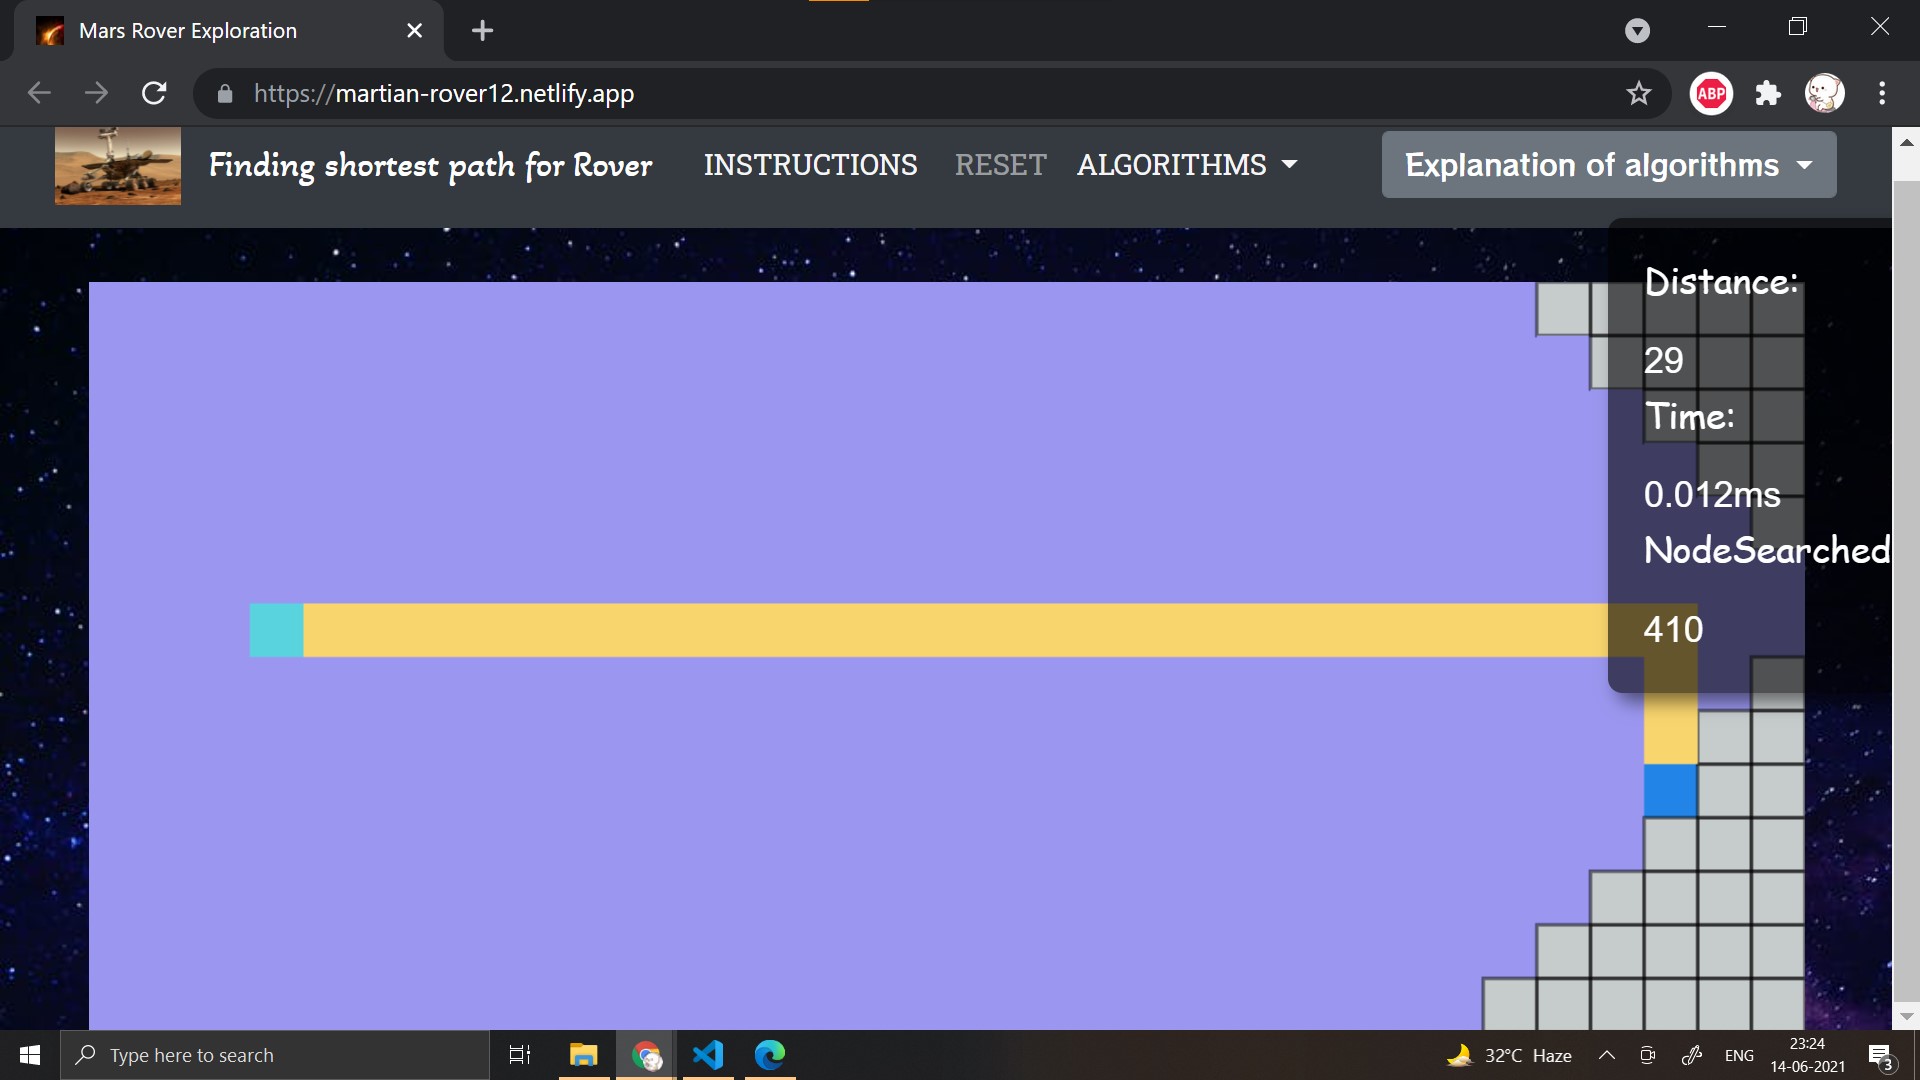 Mars Rover Exploration
https://martian-rover12.netlify.app
ABP
Finding shortest path for Rover
INSTRUCTIONS
RESET
ALGORITHMS
Explanation of algorithms
Distance:
29
Time:
0.012ms
NodeSearched
410
Type here to search
32°C Haze
ENG
23:24
14-06-2021
3